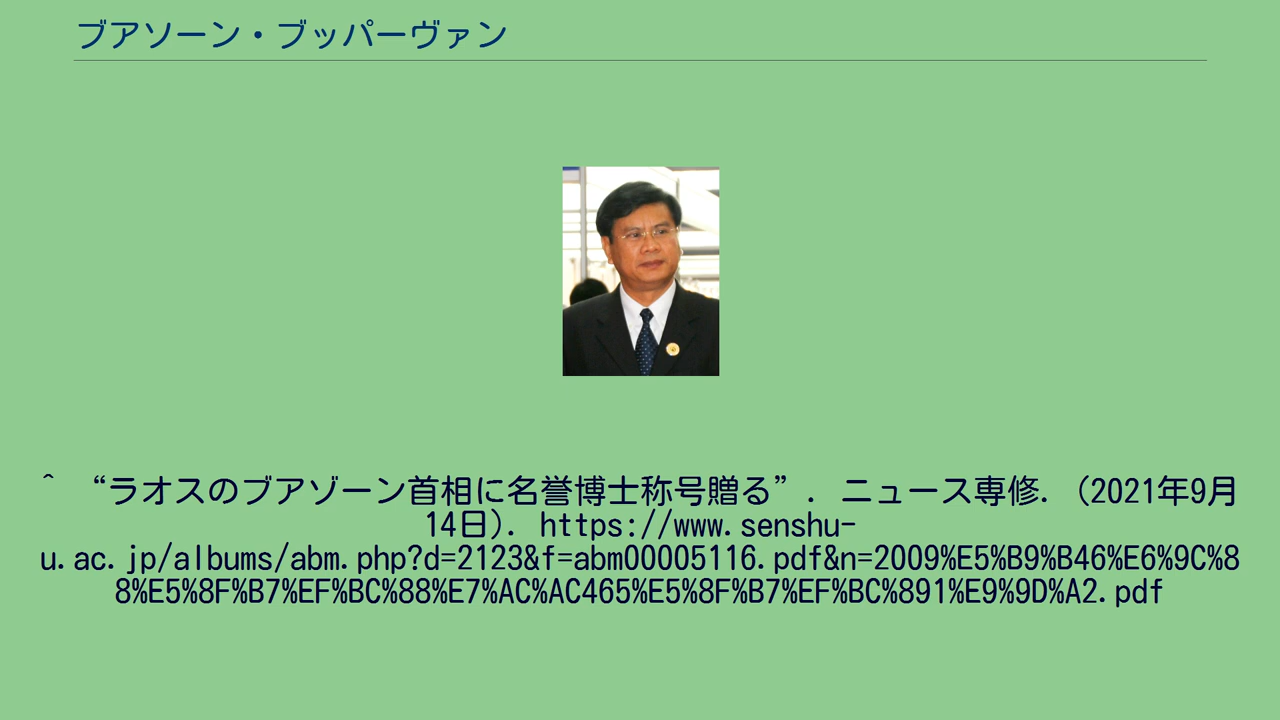 ブアソーン・ブッパーヴァン
^ “ラオスのブアゾーン首相に名誉博士称号贈る”. ニュース専修. (2021年9月
14日). https://www.senshu-
u.ac.jp/albums/abm.php?d=2123&f=abm00005116.pdf&n=2009%E5%B9%B46%E6%9C%8
8%E5%8F%B7%EF%BC%88%E7%AC%AC465%E5%8F%B7%EF%BC%891%E9%9D%A2.pdf